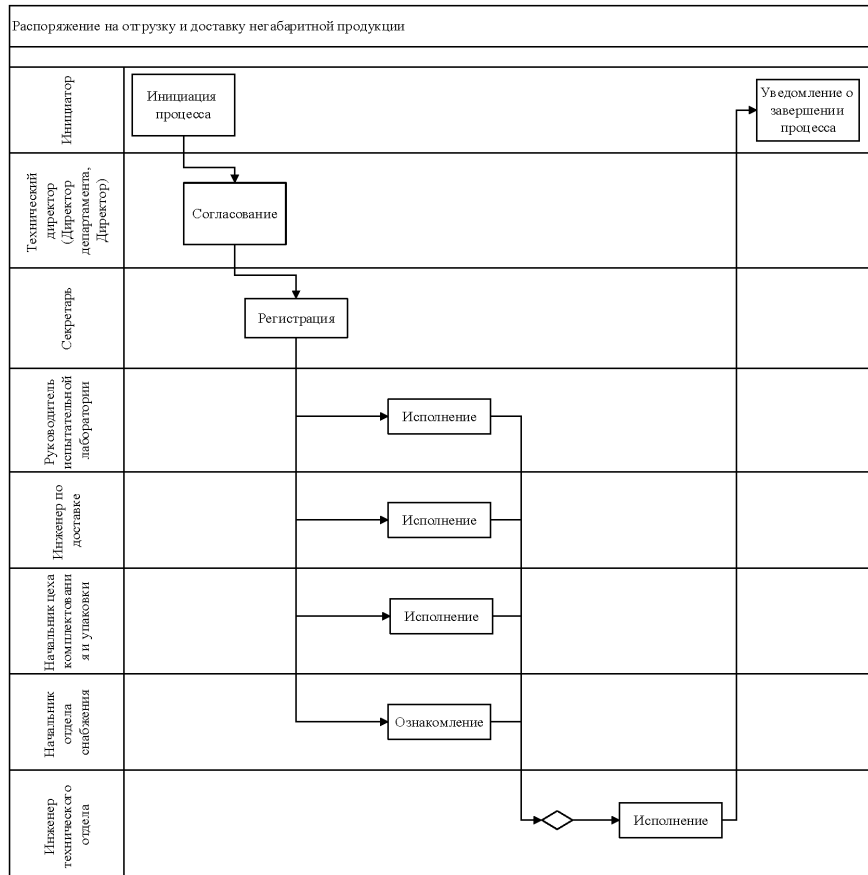 Распоряжение на отгрузку и доставку негабаритной продукции
Инициатор
Инициация
процесса
Уведомление о
завершении
процесса
Технический
директор
(Директор
департамента,
Директор)
Согласование
Секретарь
Регистрация
Руководитель
испытательной
лаборатории
Исполнение
Инженер по
доставке
Исполнение
Начальник цеха
комплектовани
я и упаковки
Исполнение
Начальник
отдела
снабжения
Ознакомление
Инженер
технического
отдела
Исполнение